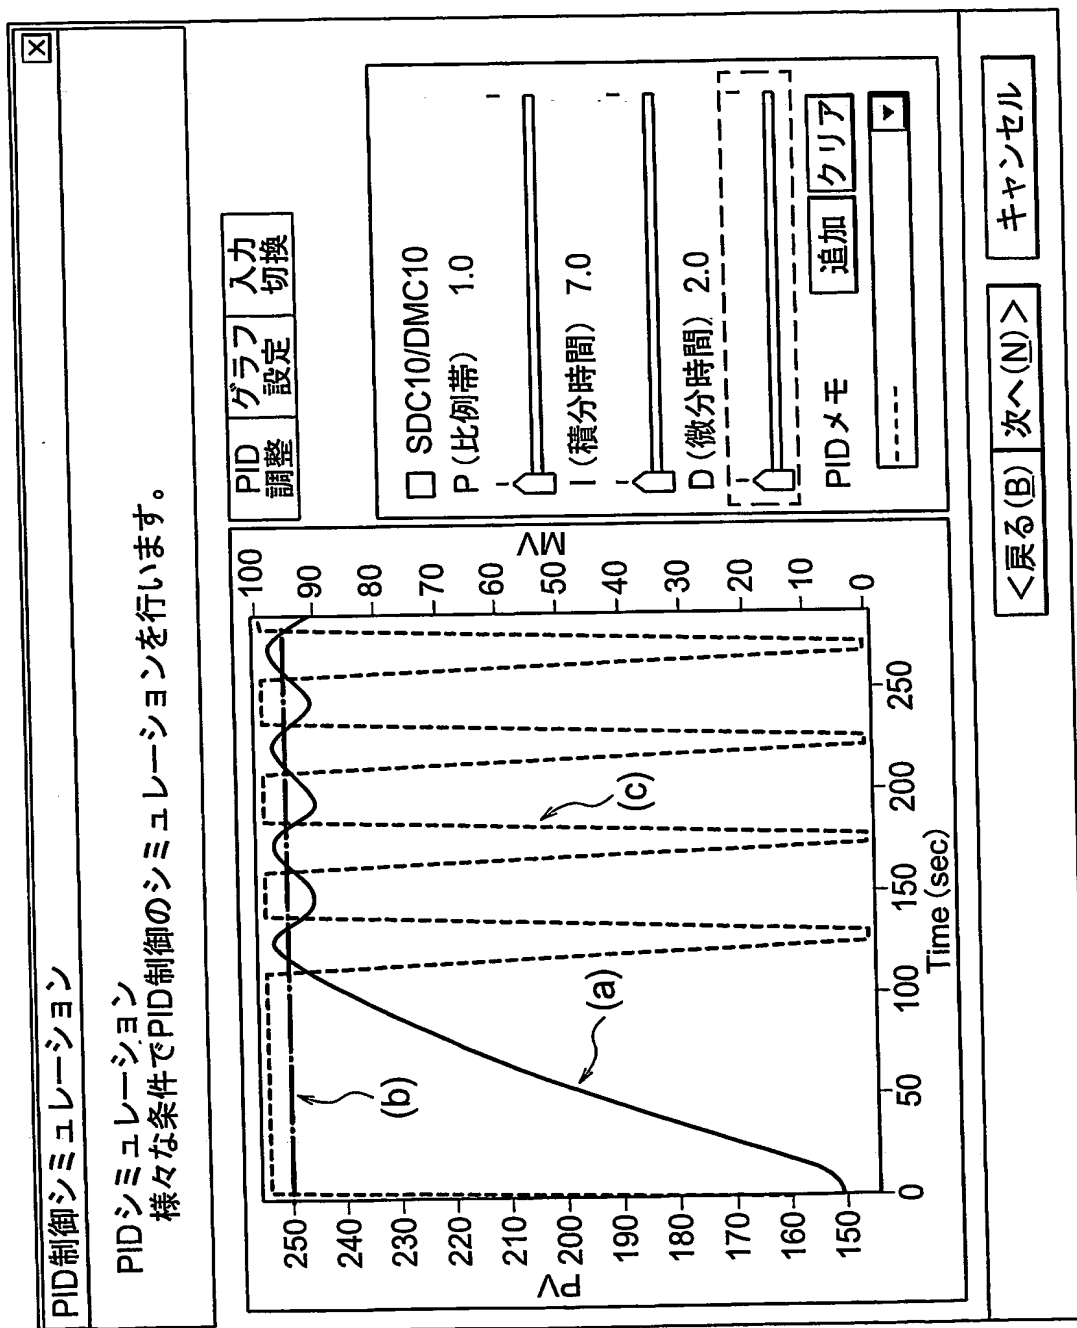 PID制御シミュレーション
X
PIDシミュレーション
様々な条件でPID制御のシミュレーションを行います。
PID
調整
グラフ
設定
入力
切換
PV
250
240
230
220
210
200
190
180
170
160
150
0
50
100
150
200
250
Time (sec)
MV
100
90
80
70
60
50
40
30
20
10
0
(a)
(b)
(c)
SDC10/DMC10
P (比例帯) 1.0
I (積分時間) 7.0
D (微分時間) 2.0
PIDメモ
追加
クリア
-----
<戻る(B)
次へ(N)>
キャンセル